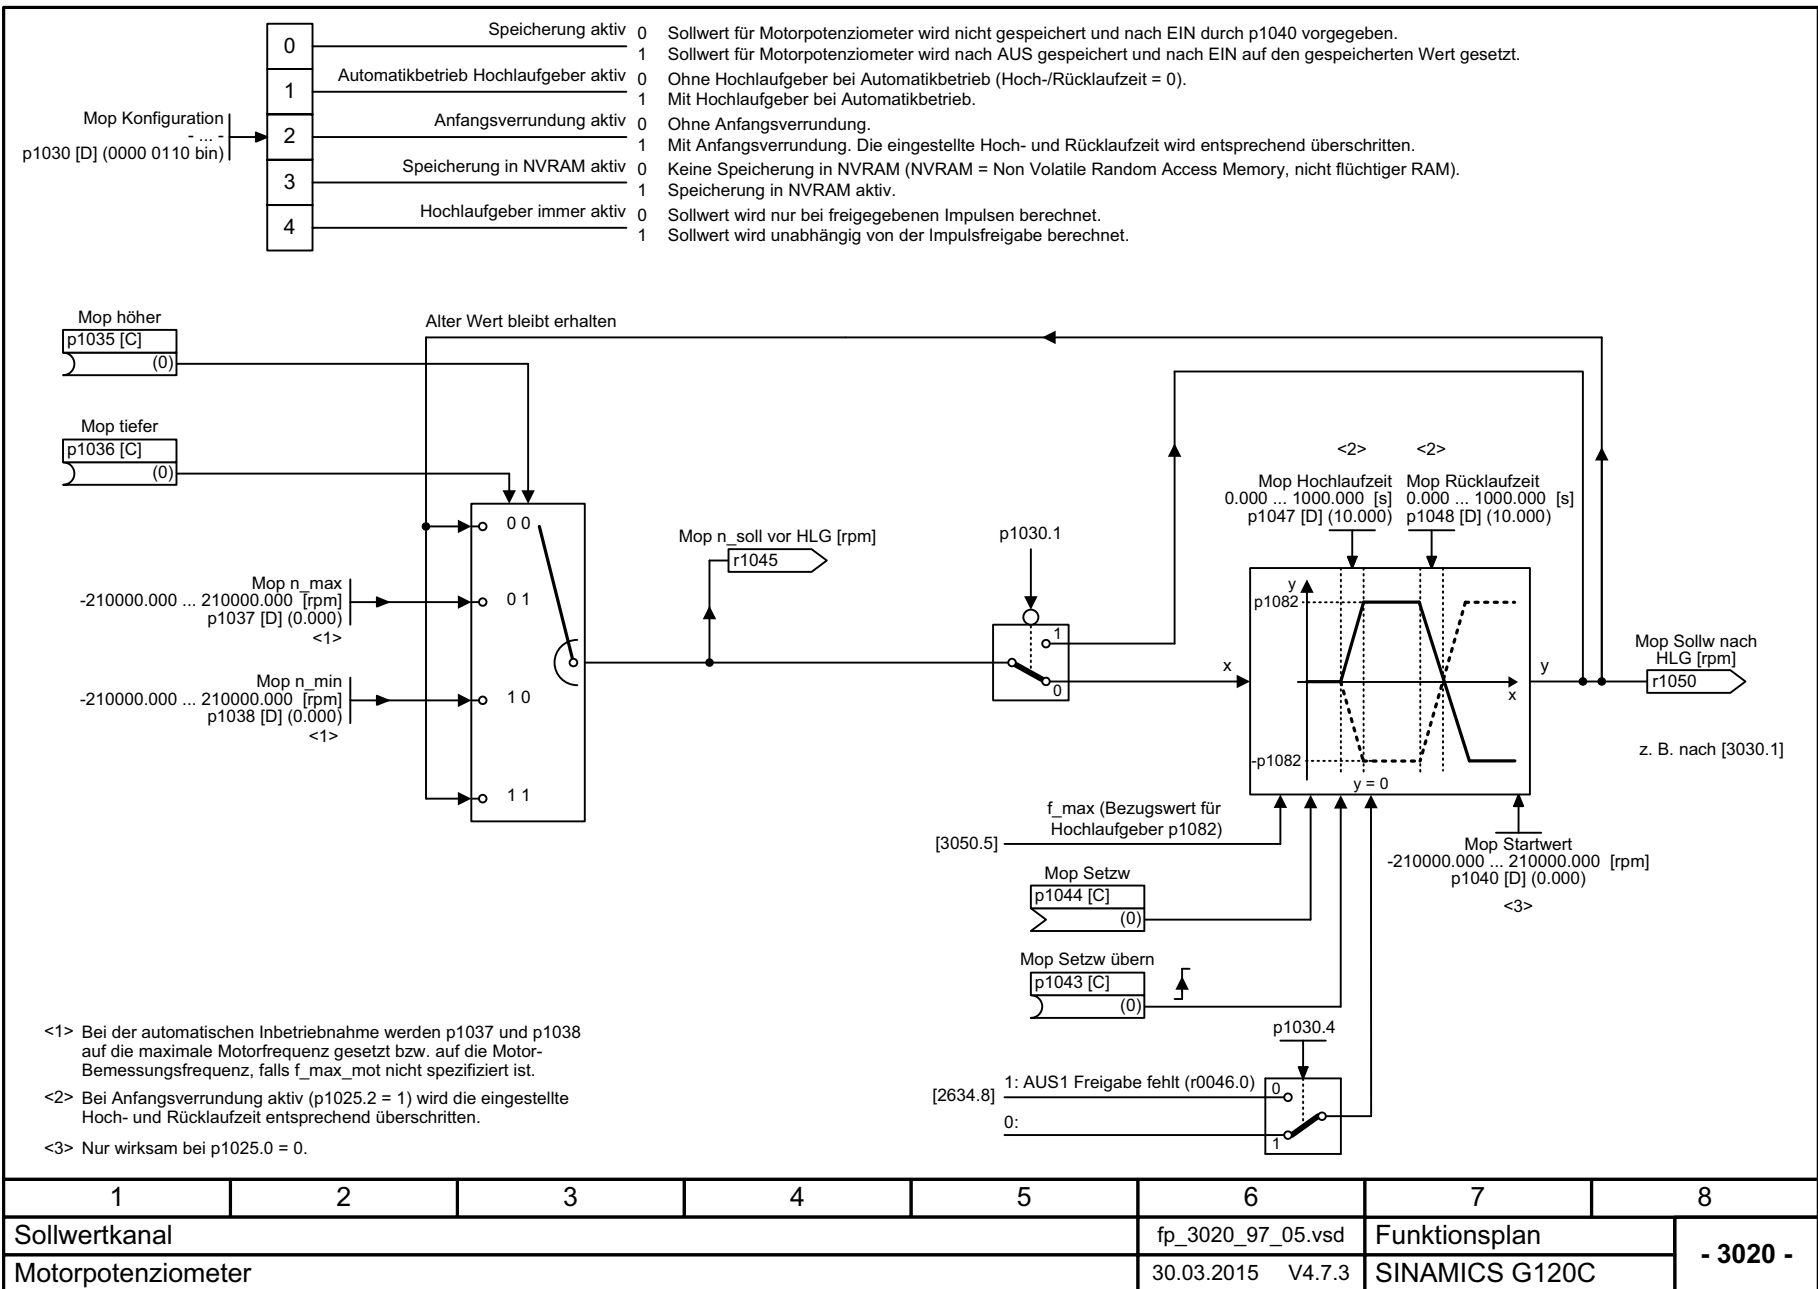 0
1
2
3
4
Mop Konfiguration
- ... -
p1030 [D] (0000 0110 bin)
Speicherung aktiv
0 Sollwert für Motorpotenziometer wird nicht gespeichert und nach EIN durch p1040 vorgegeben.
1 Sollwert für Motorpotenziometer wird nach AUS gespeichert und nach EIN auf den gespeicherten Wert gesetzt.
Automatikbetrieb Hochlaufgeber aktiv
0 Ohne Hochlaufgeber bei Automatikbetrieb (Hoch-/Rücklaufzeit = 0).
1 Mit Hochlaufgeber bei Automatikbetrieb.
Anfangsverrundung aktiv
0 Ohne Anfangsverrundung.
1 Mit Anfangsverrundung. Die eingestellte Hoch- und Rücklaufzeit wird entsprechend überschritten.
Speicherung in NVRAM aktiv
0 Keine Speicherung in NVRAM (NVRAM = Non Volatile Random Access Memory, nicht flüchtiger RAM).
1 Speicherung in NVRAM aktiv.
Hochlaufgeber immer aktiv
0 Sollwert wird nur bei freigegebenen Impulsen berechnet.
1 Sollwert wird unabhängig von der Impulsfreigabe berechnet.
Mop höher
p1035 [C]
(0)
Mop tiefer
p1036 [C]
(0)
Alter Wert bleibt erhalten
0 0
0 1
1 0
1 1
Mop n_max
-210000.000 ... 210000.000 [rpm]
p1037 [D] (0.000)
<1>
Mop n_min
-210000.000 ... 210000.000 [rpm]
p1038 [D] (0.000)
<1>
Mop n_soll vor HLG [rpm]
r1045
p1030.1
1
0
<2>
Mop Hochlaufzeit
0.000 ... 1000.000 [s]
p1047 [D] (10.000)
<2>
Mop Rücklaufzeit
0.000 ... 1000.000 [s]
p1048 [D] (10.000)
x
y
p1082
-p1082
x
y = 0
y
Mop Sollw nach
HLG [rpm]
r1050
z. B. nach [3030.1]
f_max (Bezugswert für
Hochlaufgeber p1082)
[3050.5]
Mop Setzw
p1044 [C]
(0)
Mop Setzw übern
p1043 [C]
(0)
Mop Startwert
-210000.000 ... 210000.000 [rpm]
p1040 [D] (0.000)
<3>
p1030.4
[2634.8]
1: AUS1 Freigabe fehlt (r0046.0)
0:
0
1
<1> Bei der automatischen Inbetriebnahme werden p1037 und p1038
auf die maximale Motorfrequenz gesetzt bzw. auf die Motor-
Bemessungsfrequenz, falls f_max_mot nicht spezifiziert ist.
<2> Bei Anfangsverrundung aktiv (p1025.2 = 1) wird die eingestellte
Hoch- und Rücklaufzeit entsprechend überschritten.
<3> Nur wirksam bei p1025.0 = 0.
1 2 3 4 5 6 7 8
Sollwertkanal
fp_3020_97_05.vsd
Funktionsplan
- 3020 -
Motorpotenziometer
30.03.2015 V4.7.3
SINAMICS G120C